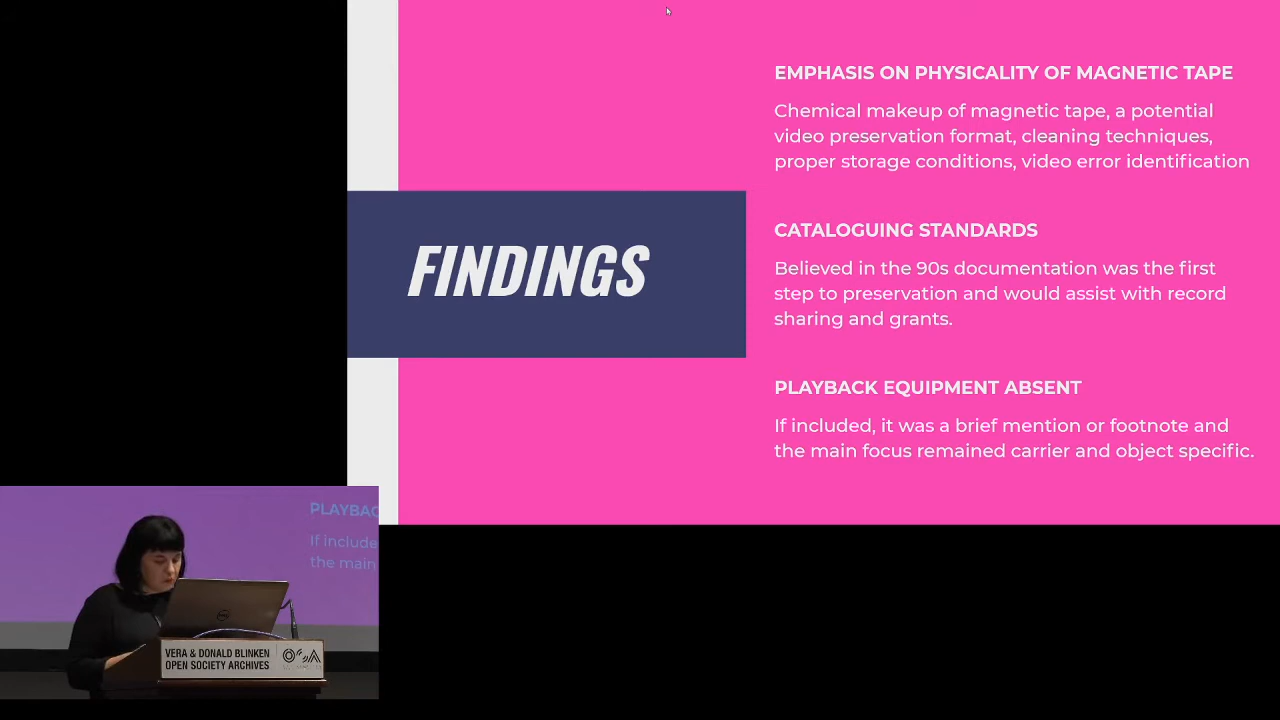 EMPHASIS ON PHYSICALITY OF MAGNETIC TAPE
Chemical makeup of magnetic tape, a potential
video preservation format, cleaning techniques,
proper storage conditions, video error identification
FINDINGS
CATALOGUING STANDARDS
Believed in the 90s documentation was the first
step to preservation and would assist with record
sharing and grants.
PLAYBACK EQUIPMENT ABSENT
If included, it was a brief mention or footnote and
the main focus remained carrier and object specific.
PLAYBAC
If include
the main
VERA & DONALD BLINKEN
OPEN SOCIETY ARCHIVES